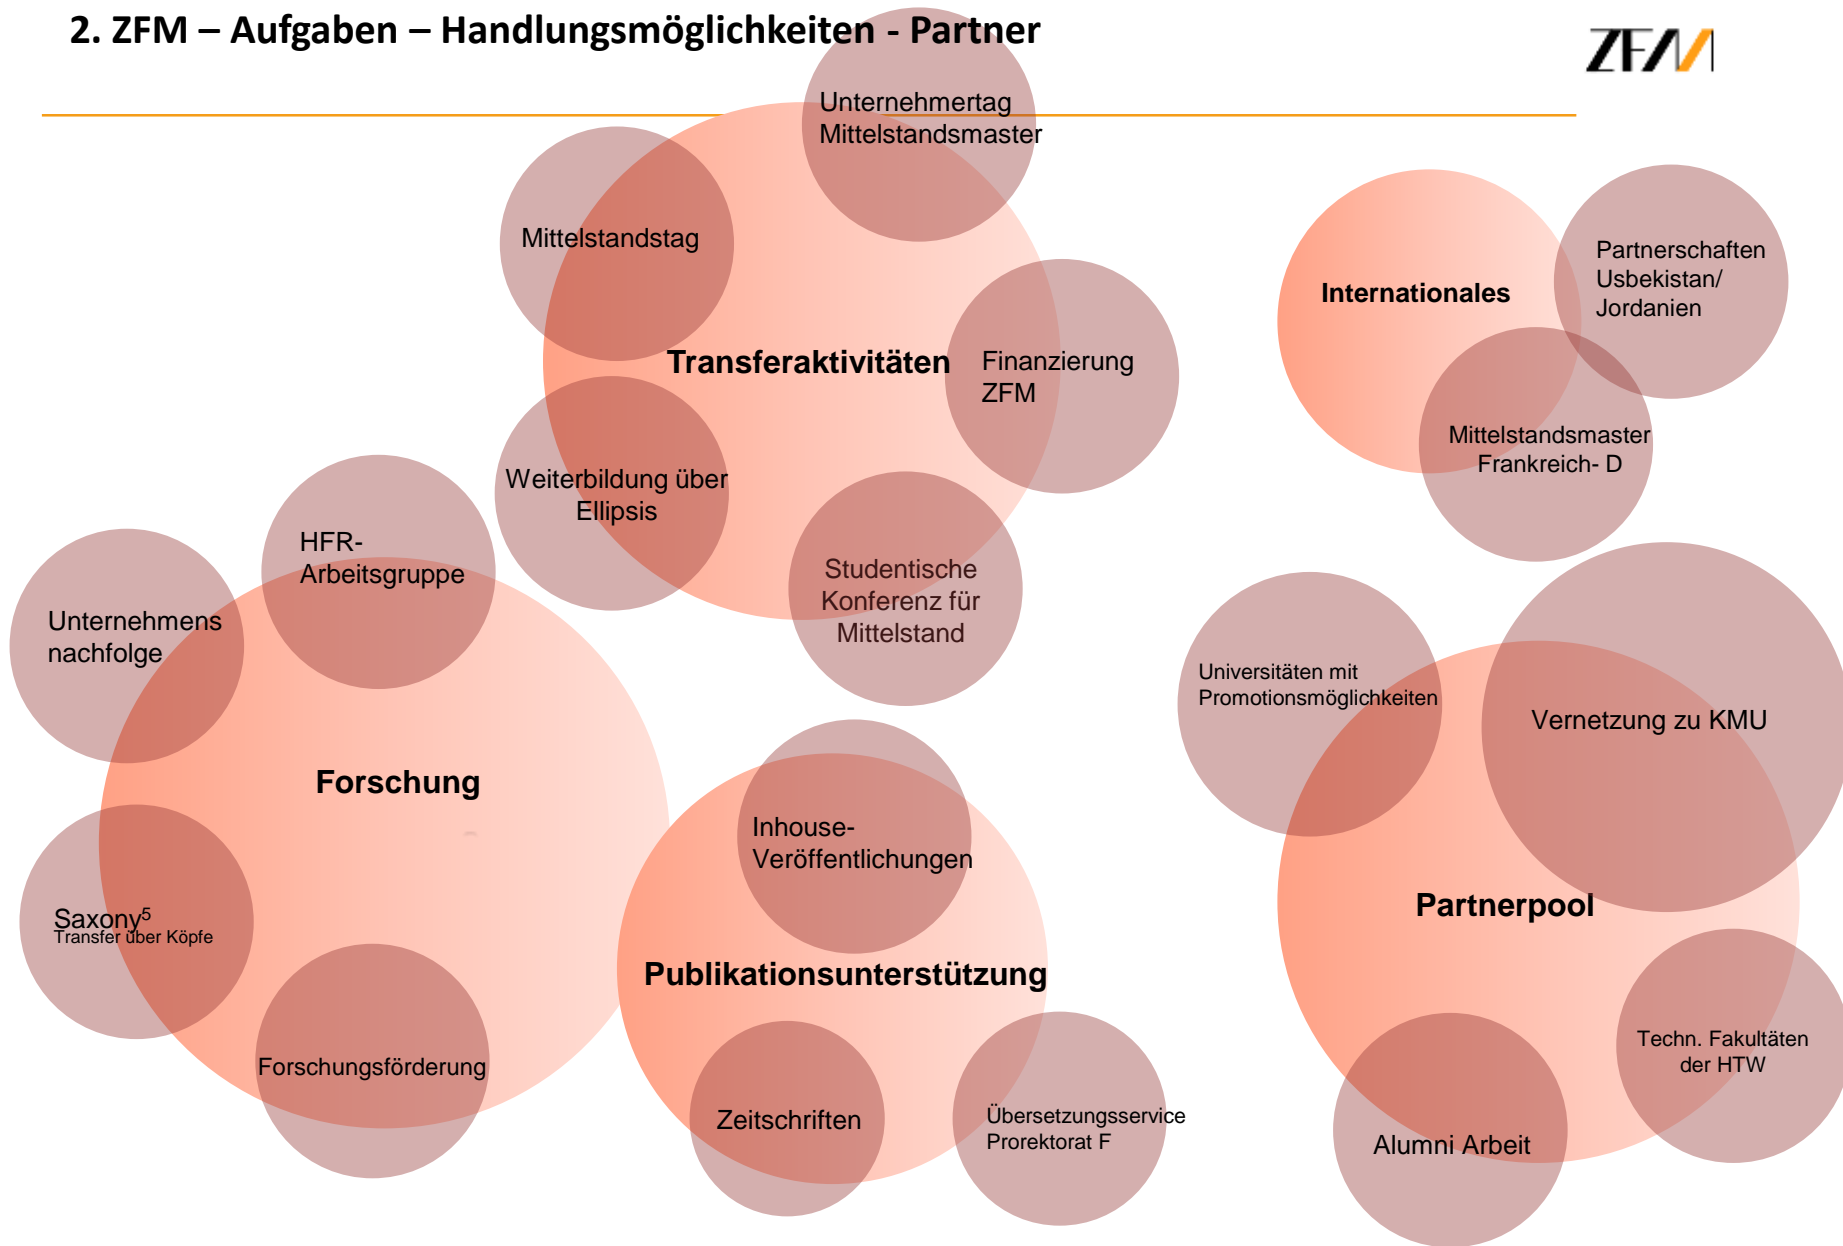 2. ZFM – Aufgaben – Handlungsmöglichkeiten - Partner
ZFM
Unternehmertag
Mittelstandsmaster
Mittelstandstag
Transferaktivitäten
Finanzierung
ZFM
Weiterbildung über
Ellipsis
Studentische
Konferenz für
Mittelstand
Internationales
Partnerschaften
Usbekistan/
Jordanien
Mittelstandsmaster
Frankreich- D
HFR-
Arbeitsgruppe
Unternehmens
nachfolge
Forschung
Saxony⁵
Transfer über Köpfe
Forschungsförderung
Inhouse-
Veröffentlichungen
Publikationsunterstützung
Zeitschriften
Übersetzungsservice
Prorektorat F
Universitäten mit
Promotionsmöglichkeiten
Vernetzung zu KMU
Partnerpool
Techn. Fakultäten
der HTW
Alumni Arbeit